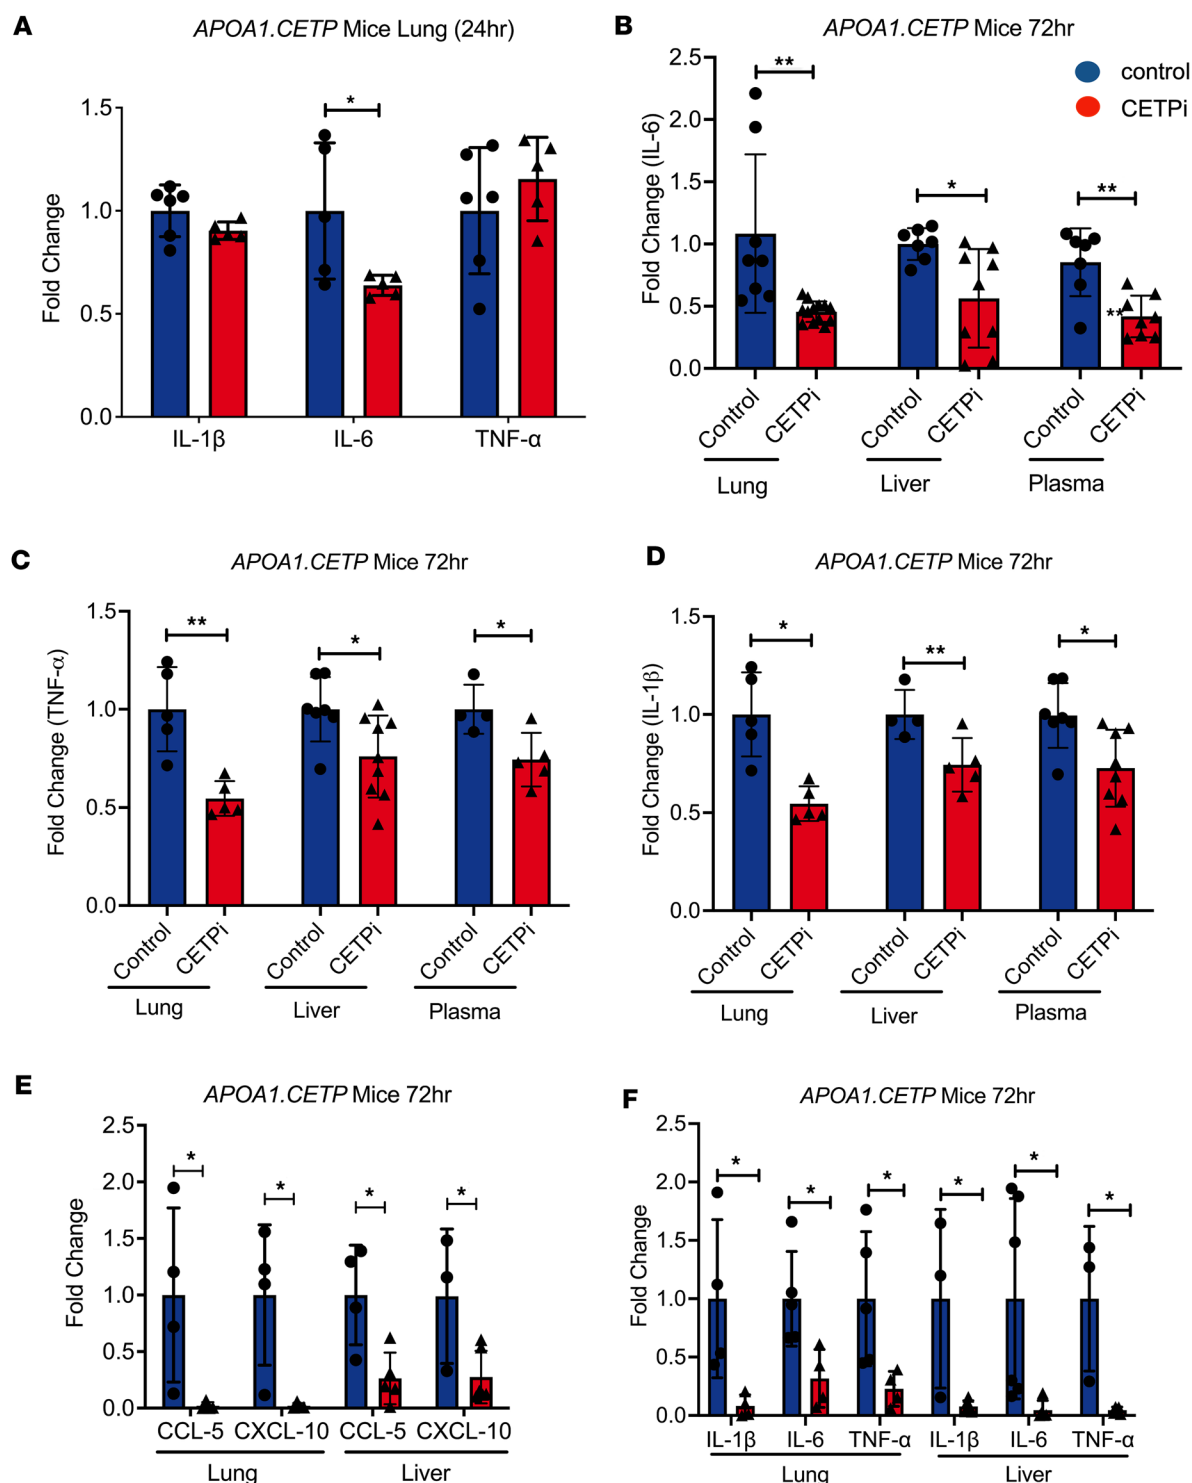 A
APOA1.CETP Mice Lung (24hr)
Fold Change
1.5
1.0
0.5
0.0
*
IL-1β IL-6 TNF-α
B
APOA1.CETP Mice 72hr
control
CETPi
Fold Change (IL-6)
2.5
2.0
1.5
1.0
0.5
0.0
** * **
**
Control CETPi Control CETPi Control CETPi
Lung Liver Plasma
C
APOA1.CETP Mice 72hr
Fold Change (TNF-α)
1.5
1.0
0.5
0.0
** * *
Control CETPi Control CETPi Control CETPi
Lung Liver Plasma
D
APOA1.CETP Mice 72hr
Fold Change (IL-1β)
1.5
1.0
0.5
0.0
* ** *
Control CETPi Control CETPi Control CETPi
Lung Liver Plasma
E
APOA1.CETP Mice 72hr
Fold Change
2.5
2.0
1.5
1.0
0.5
0.0
* * * *
CCL-5 CXCL-10 CCL-5 CXCL-10
Lung Liver
F
APOA1.CETP Mice 72hr
Fold Change
2.5
2.0
1.5
1.0
0.5
0.0
* * * * * *
IL-1β IL-6 TNF-α IL-1β IL-6 TNF-α
Lung Liver